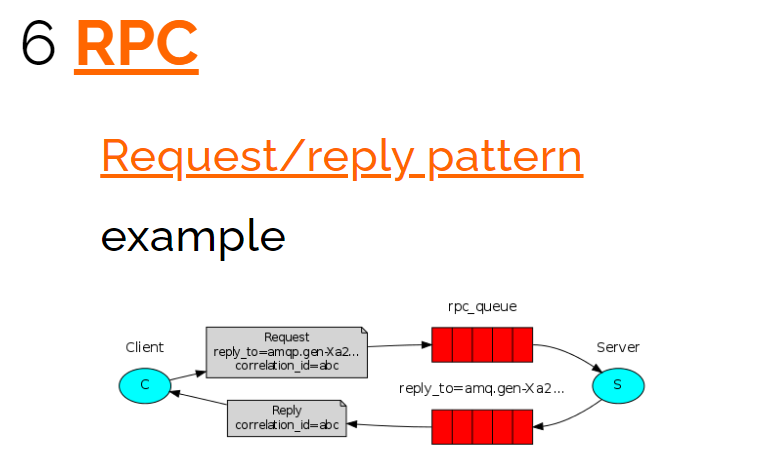 6 RPC
Request/reply pattern
example
rpc_queue
Client
Request
reply_to=amqp.gen-Xa2...
correlation_id=abc
Server
C
reply_to=amq.gen-Xa2...
S
Reply
correlation_id=abc